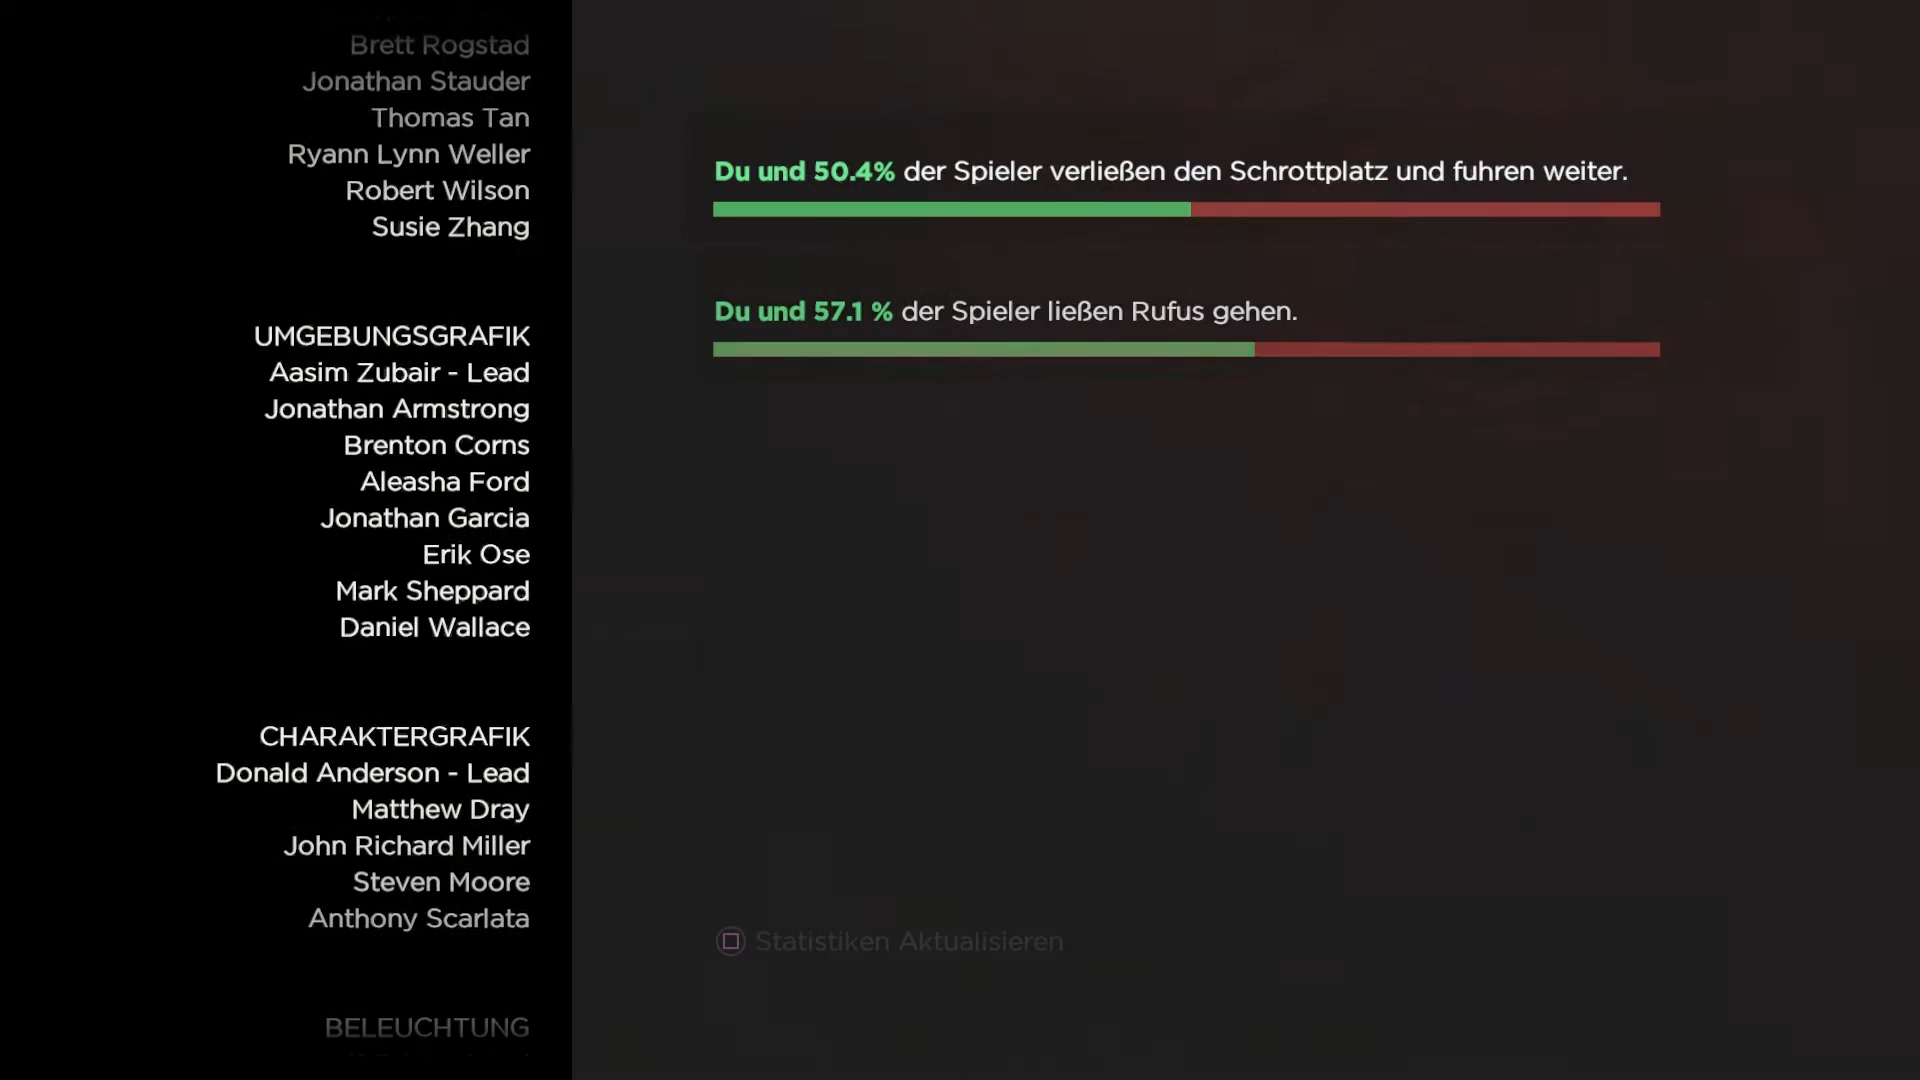 Brett Rogstad
Jonathan Stauder
Thomas Tan
Ryann Lynn Weller
Robert Wilson
Susie Zhang
UMGEBUNGSGRAFIK
Aasim Zubair - Lead
Jonathan Armstrong
Brenton Corns
Aleasha Ford
Jonathan Garcia
Erik Ose
Mark Sheppard
Daniel Wallace
CHARAKTERGRAFIK
Donald Anderson - Lead
Matthew Dray
John Richard Miller
Steven Moore
Anthony Scarlata
BELEUCHTUNG
Du und 50.4% der Spieler verließen den Schrottplatz und fuhren weiter.
Du und 57.1 % der Spieler ließen Rufus gehen.
Statistiken Aktualisieren